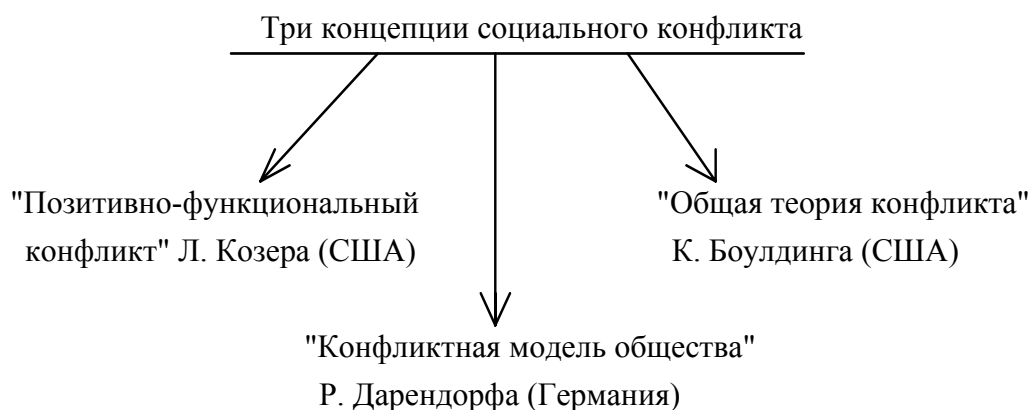 Три концепции социального конфликта
"Позитивно-функциональный
конфликт" Л. Козера (США)
"Общая теория конфликта"
К. Боулдинга (США)
"Конфликтная модель общества"
Р. Дарендорфа (Германия)